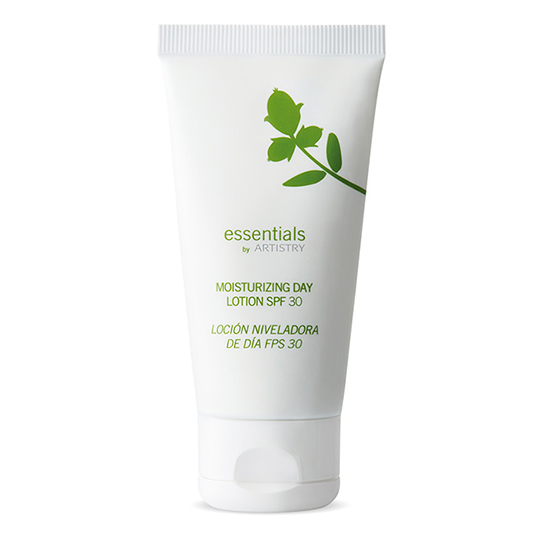 essentials
by ARTISTRY
MOISTURIZING DAY
LOTION SPF 30
LOCIÓN NIVELADORA
DE DÍA FPS 30